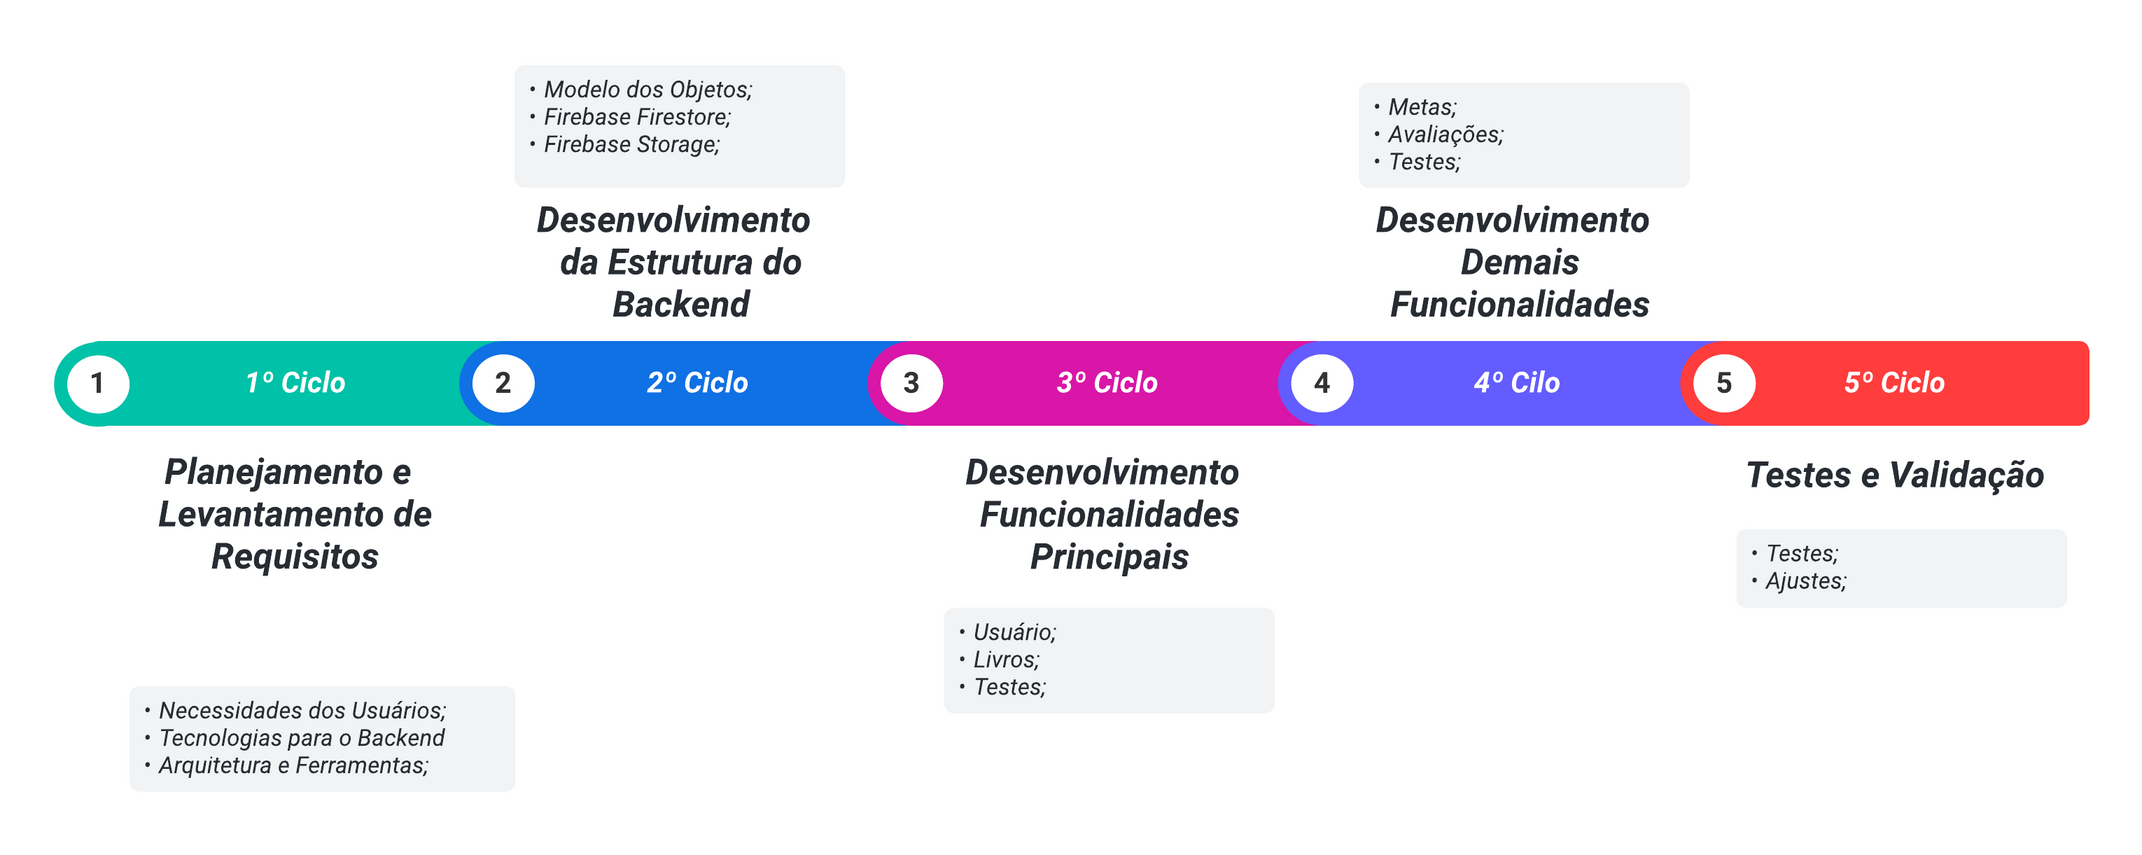 • Modelo dos Objetos;
• Firebase Firestore;
• Firebase Storage;
Desenvolvimento
da Estrutura do
Backend
• Metas;
• Avaliações;
• Testes;
Desenvolvimento
Demais
Funcionalidades
1 1º Ciclo 2 2º Ciclo 3 3º Ciclo 4 4º Cilo 5 5º Ciclo
Planejamento e
Levantamento de
Requisitos
• Necessidades dos Usuários;
• Tecnologias para o Backend
• Arquitetura e Ferramentas;
Desenvolvimento
Funcionalidades
Principais
• Usuário;
• Livros;
• Testes;
Testes e Validação
• Testes;
• Ajustes;